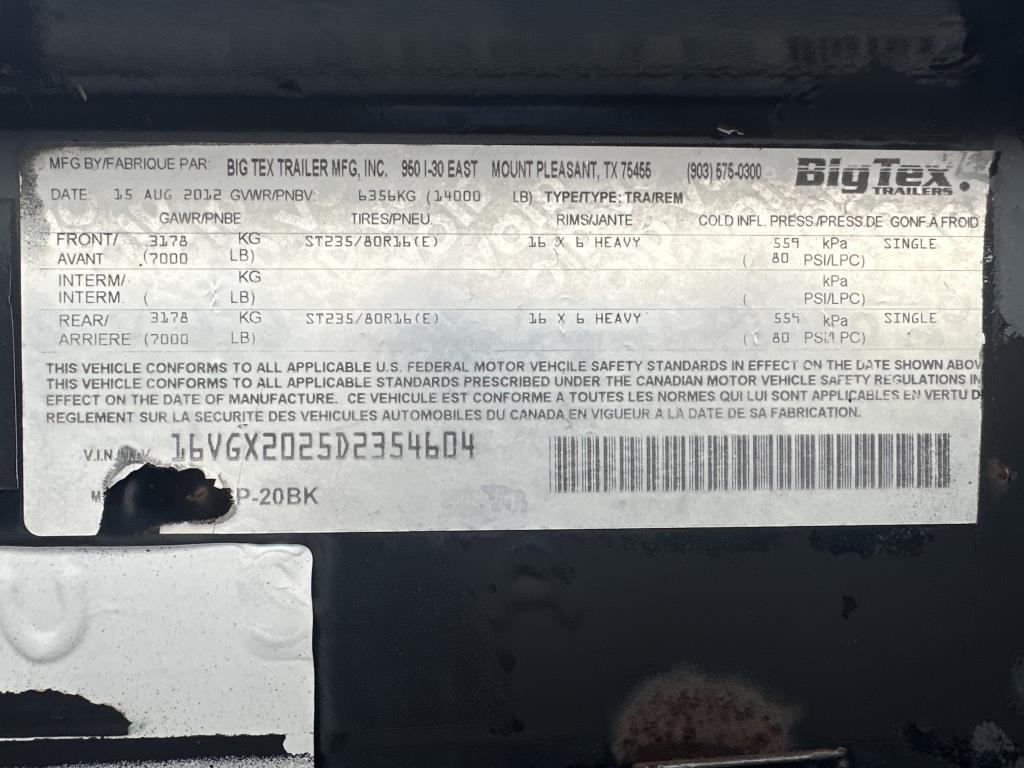 MFG BY/FABRIQUE PAR: BIG TEX TRAILER MFG, INC. 950 I-30 EAST MOUNT PLEASANT, TX 75455 (903) 575-0300 BigTex TRAILERS
DATE: 15 AUG 2012 GVWR/PNBV: 6356KG (14000 LB) TYPE/TYPE: TRA/REM
GAWR/PNBE TIRES/PNEU RIMS/JANTE COLD INFL. PRESS./PRESS.DE GONF.A FROID
FRONT/ 3178 KG ST235/80R16(E) 16 X 6 HEAVY 559 kPa SINGLE
AVANT (7000 LB) ( 80 PSI/LPC)
INTERM/ KG kPa
INTERM. ( LB) ( PSI/LPC)
REAR/ 3178 KG ST235/80R16(E) 16 X 6 HEAVY 559 kPa SINGLE
ARRIERE (7000 LB) ( 80 PSI/LPC)
THIS VEHICLE CONFORMS TO ALL APPLICABLE U.S. FEDERAL MOTOR VEHCILE SAFETY STANDARDS IN EFFECT ON THE DATE SHOWN ABOV
THIS VEHICLE CONFORMS TO ALL APPLICABLE STANDARDS PRESCRIBED UNDER THE CANADIAN MOTOR VEHICLE SAFETY REGULATIONS IN
EFFECT ON THE DATE OF MANUFACTURE. CE VEHICULE EST CONFORME A TOUTES LES NORMES QUI LUI SONT APPLICABLES EN VERTU D
REGLEMENT SUR LA SECURITE DES VEHICULES AUTOMOBILES DU CANADA EN VIGUEUR A LA DATE DE SA FABRICATION.
V.I.N./N.I.V. 16VGX2025D2354604
P-20BK